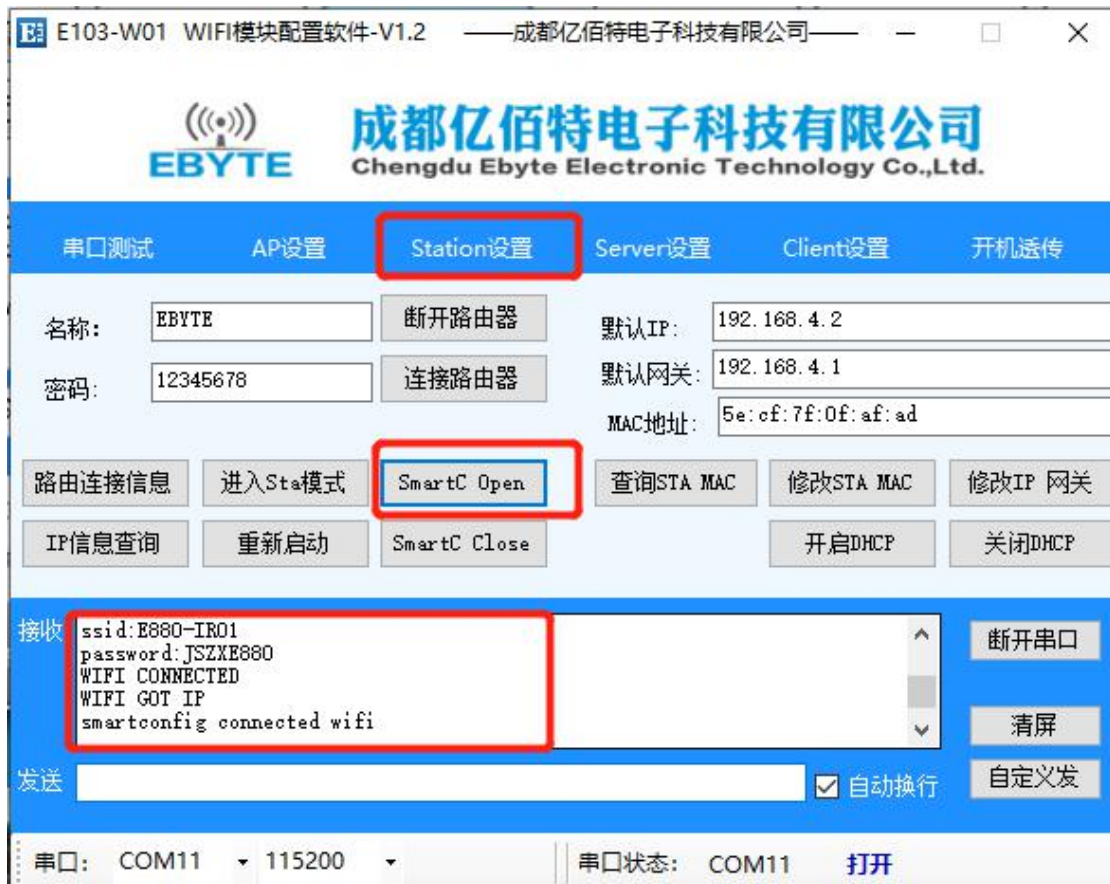 E103-W01 WIFI模块配置软件-V1.2 ——成都亿佰特电子科技有限公司——
EBYTE
成都亿佰特电子科技有限公司
Chengdu Ebyte Electronic Technology Co.,Ltd.
串口测试 AP设置 Station设置 Server设置 Client设置 开机透传
名称: EBYTE 断开路由器 默认IP: 192.168.4.2
密码: 12345678 连接路由器 默认网关: 192.168.4.1
MAC地址: 5e:cf:7f:0f:af:ad
路由连接信息 进入Sta模式 SmartC Open 查询STA MAC 修改STA MAC 修改IP 网关
IP信息查询 重新启动 SmartC Close 开启DHCP 关闭DHCP
接收 ssid:E880-IR01 断开串口
password:JSZXE880
WIFI CONNECTED
WIFI GOT IP
smartconfig connected wifi 清屏
发送 自动换行 自定义发
串口: COM11 115200 串口状态: COM11 打开